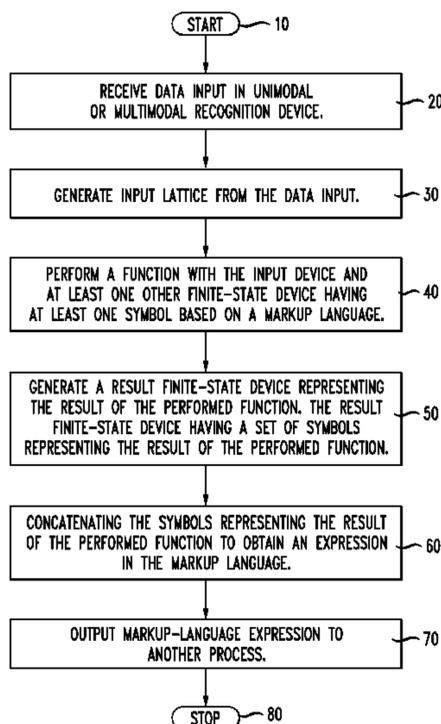 START
10
RECEIVE DATA INPUT IN UNIMODAL
OR MULTIMODAL RECOGNITION DEVICE.
20
GENERATE INPUT LATTICE FROM THE DATA INPUT.
30
PERFORM A FUNCTION WITH THE INPUT DEVICE AND
AT LEAST ONE OTHER FINITE-STATE DEVICE HAVING
AT LEAST ONE SYMBOL BASED ON A MARKUP LANGUAGE.
40
GENERATE A RESULT FINITE-STATE DEVICE REPRESENTING
THE RESULT OF THE PERFORMED FUNCTION. THE RESULT
FINITE-STATE DEVICE HAVING A SET OF SYMBOLS
REPRESENTING THE RESULT OF THE PERFORMED FUNCTION.
50
CONCATENATING THE SYMBOLS REPRESENTING THE RESULT
OF THE PERFORMED FUNCTION TO OBTAIN AN EXPRESSION
IN THE MARKUP LANGUAGE.
60
OUTPUT MARKUP-LANGUAGE EXPRESSION TO
ANOTHER PROCESS.
70
STOP
80